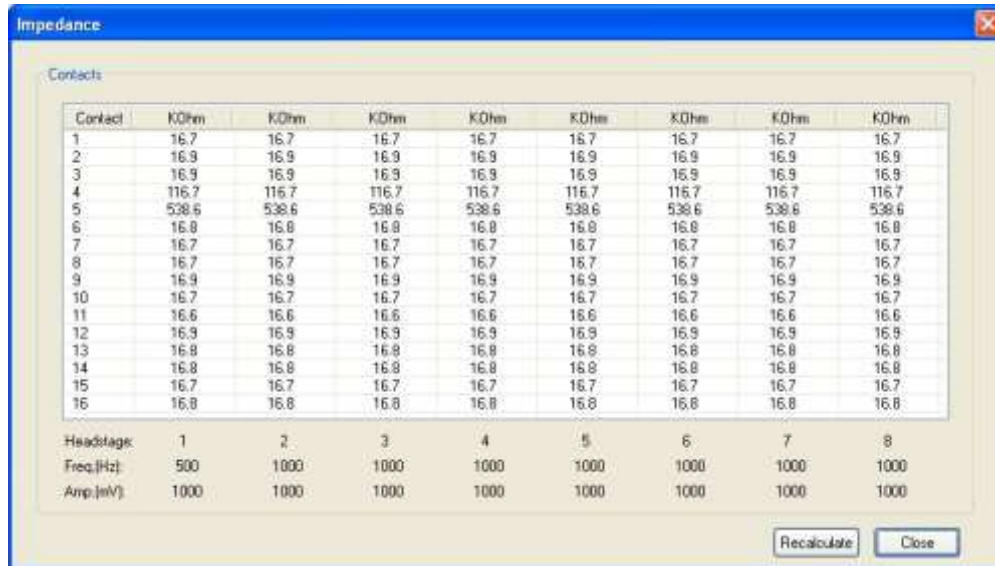 Impedance
Contacts
Contact KOhm KOhm KOhm KOhm KOhm KOhm KOhm KOhm
1 16.7 16.7 16.7 16.7 16.7 16.7 16.7 16.7
2 16.9 16.9 16.9 16.9 16.9 16.9 16.9 16.9
3 16.9 16.9 16.9 16.9 16.9 16.9 16.9 16.9
4 116.7 116.7 116.7 116.7 116.7 116.7 116.7 116.7
5 538.6 538.6 538.6 538.6 538.6 538.6 538.6 538.6
6 16.8 16.8 16.8 16.8 16.8 16.8 16.8 16.8
7 16.7 16.7 16.7 16.7 16.7 16.7 16.7 16.7
8 16.7 16.7 16.7 16.7 16.7 16.7 16.7 16.7
9 16.9 16.9 16.9 16.9 16.9 16.9 16.9 16.9
10 16.7 16.7 16.7 16.7 16.7 16.7 16.7 16.7
11 16.6 16.6 16.6 16.6 16.6 16.6 16.6 16.6
12 16.9 16.9 16.9 16.9 16.9 16.9 16.9 16.9
13 16.8 16.8 16.8 16.8 16.8 16.8 16.8 16.8
14 16.8 16.8 16.8 16.8 16.8 16.8 16.8 16.8
15 16.7 16.7 16.7 16.7 16.7 16.7 16.7 16.7
16 16.8 16.8 16.8 16.8 16.8 16.8 16.8 16.8
Headstage: 1 2 3 4 5 6 7 8
Freq.[Hz]: 500 1000 1000 1000 1000 1000 1000 1000
Amp.[mV]: 1000 1000 1000 1000 1000 1000 1000 1000
Recalculate Close